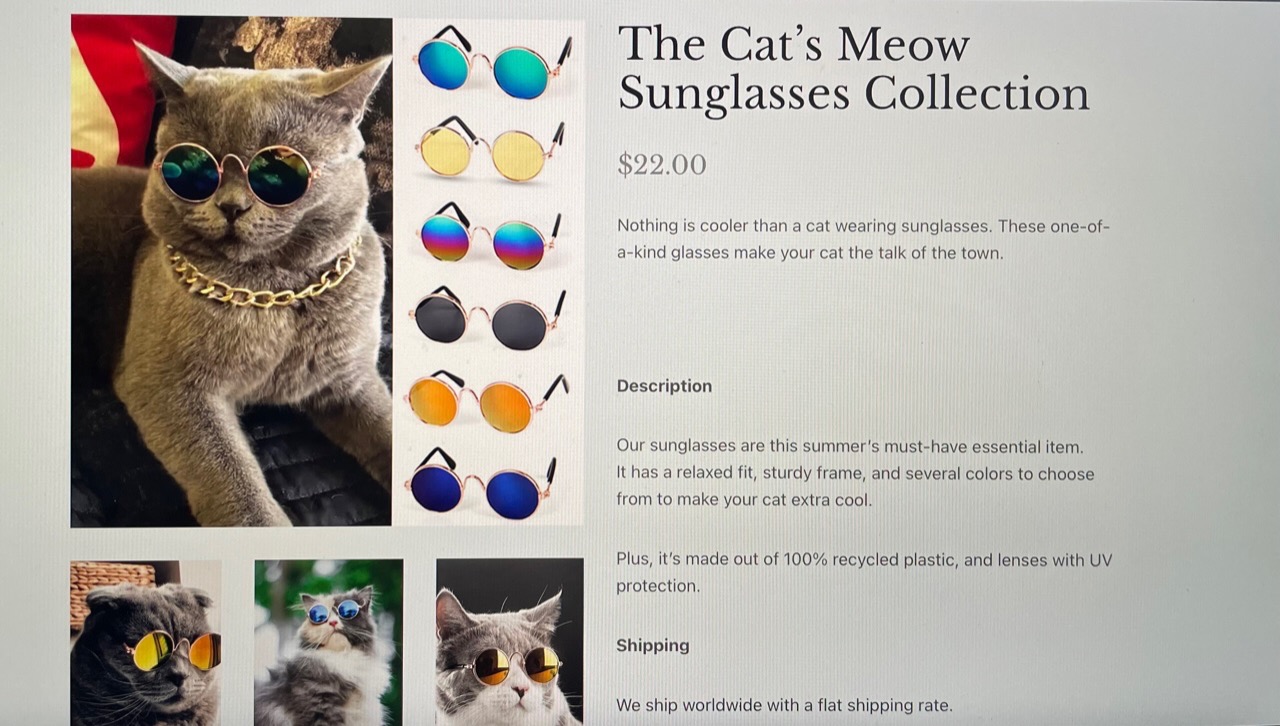 The Cat’s Meow
Sunglasses Collection
$22.00
Nothing is cooler than a cat wearing sunglasses. These one-of-
a-kind glasses make your cat the talk of the town.
Description
Our sunglasses are this summer’s must-have essential item.
It has a relaxed fit, sturdy frame, and several colors to choose
from to make your cat extra cool.
Plus, it’s made out of 100% recycled plastic, and lenses with UV
protection.
Shipping
We ship worldwide with a flat shipping rate.